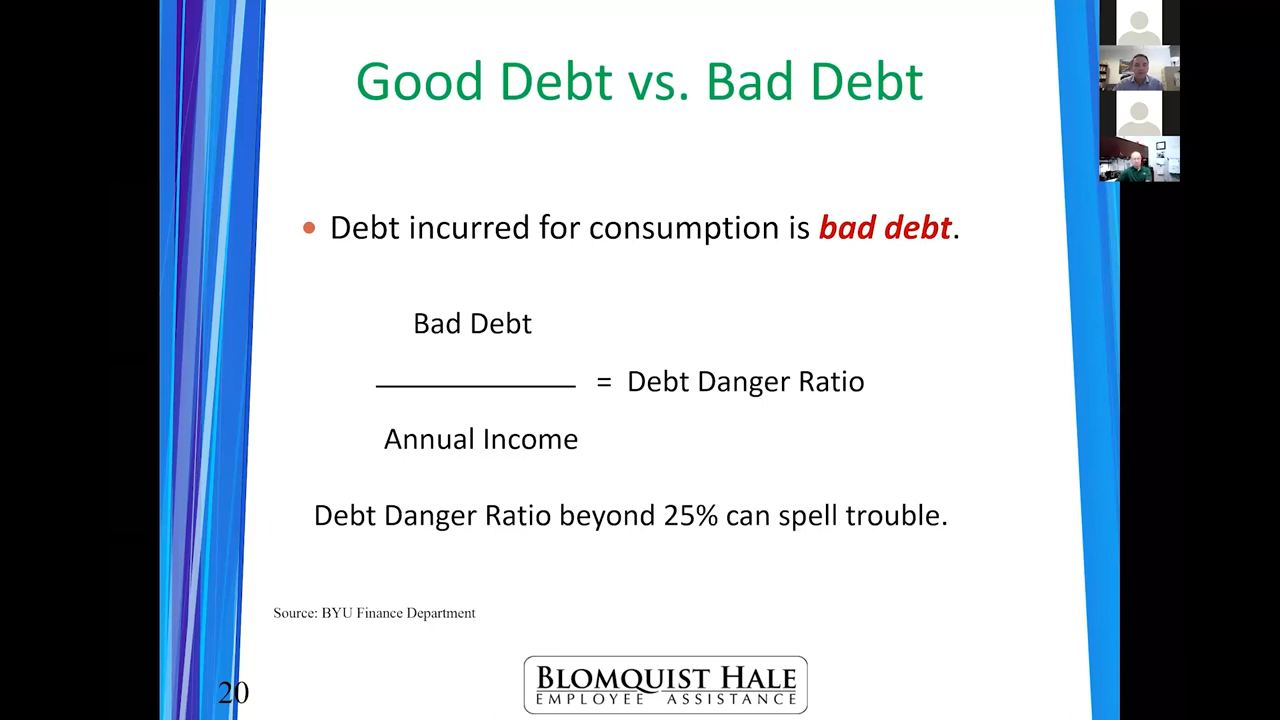 Good Debt vs. Bad Debt
• Debt incurred for consumption is bad debt.
Bad Debt
= Debt Danger Ratio
Annual Income
Debt Danger Ratio beyond 25% can spell trouble.
Source: BYU Finance Department
20
BLOMQUIST HALE
EMPLOYEE ASSISTANCE